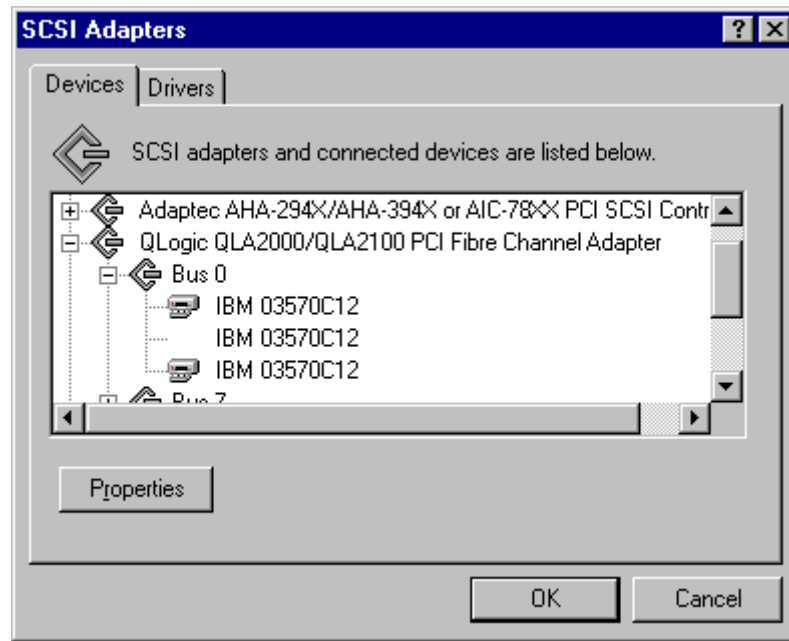 SCSI Adapters
Devices
Drivers
SCSI adapters and connected devices are listed below.
Adaptec AHA-294X/AHA-394X or AIC-78XX PCI SCSI Contr
QLogic QLA2000/QLA2100 PCI Fibre Channel Adapter
Bus 0
IBM 03570C12
IBM 03570C12
IBM 03570C12
Bus 7
Properties
OK
Cancel